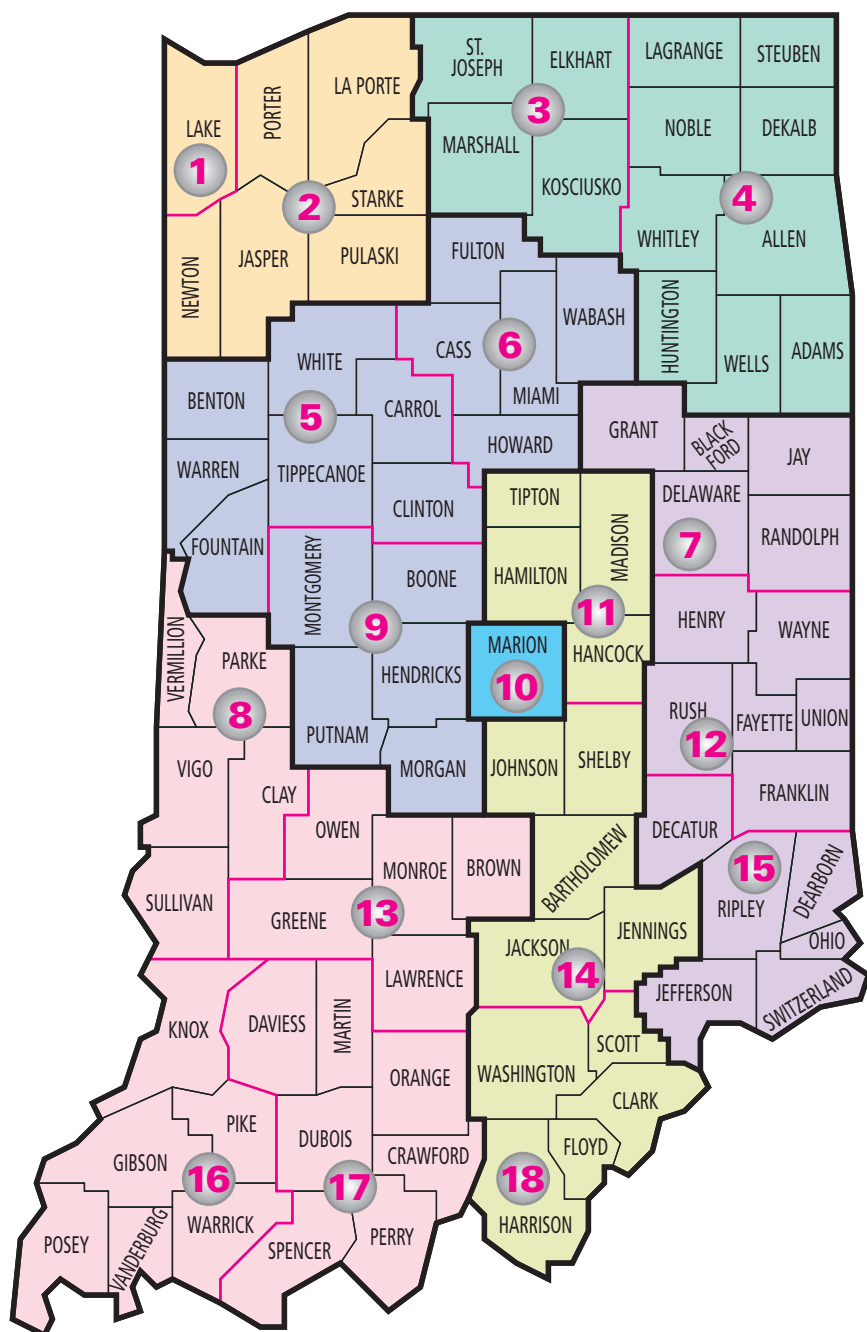 ST.
JOSEPH
ELKHART
LAGRANGE
STEUBEN
LA PORTE
PORTER
LAKE
1
3
NOBLE
DEKALB
MARSHALL
KOSCIUSKO
2
STARKE
4
WHITLEY
ALLEN
NEWTON
JASPER
PULASKI
FULTON
HUNTINGTON
WABASH
WHITE
CASS
6
WELLS
ADAMS
BENTON
5
CARROL
MIAMI
GRANT
BLACK
FORD
JAY
HOWARD
WARREN
TIPPECANOE
CLINTON
TIPTON
MADISON
DELAWARE
7
RANDOLPH
FOUNTAIN
MONTGOMERY
BOONE
HAMILTON
11
HENRY
WAYNE
VERMILLION
PARKE
9
HENDRICKS
MARION
10
HANCOCK
8
RUSH
12
FAYETTE
UNION
PUTNAM
MORGAN
JOHNSON
SHELBY
VIGO
CLAY
FRANKLIN
OWEN
DECATUR
MONROE
BROWN
BARTHOLOMEW
15
RIPLEY
DEARBORN
SULLIVAN
GREENE
13
JENNINGS
OHIO
JACKSON
14
LAWRENCE
JEFFERSON
SWITZERLAND
KNOX
DAVIESS
MARTIN
SCOTT
WASHINGTON
ORANGE
CLARK
PIKE
DUBOIS
CRAWFORD
FLOYD
GIBSON
16
17
18
HARRISON
POSEY
VANDERBURG
WARRICK
SPENCER
PERRY